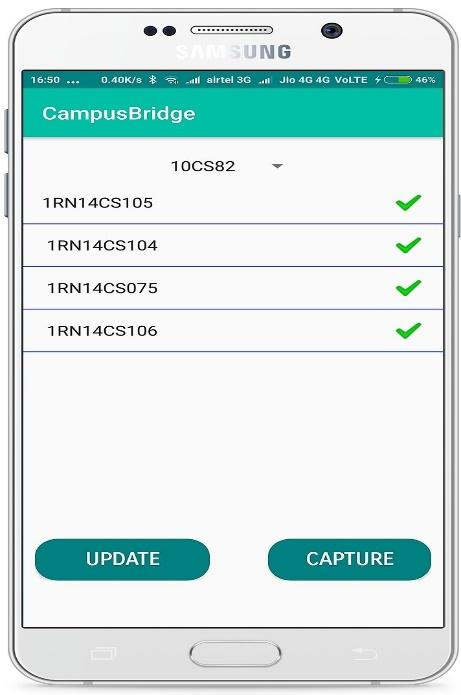 SAMSUNG
16:50 ... 0.40K/s airtel 3G Jio 4G 4G VoLTE 46%
CampusBridge
10CS82
1RN14CS105
1RN14CS104
1RN14CS075
1RN14CS106
UPDATE CAPTURE